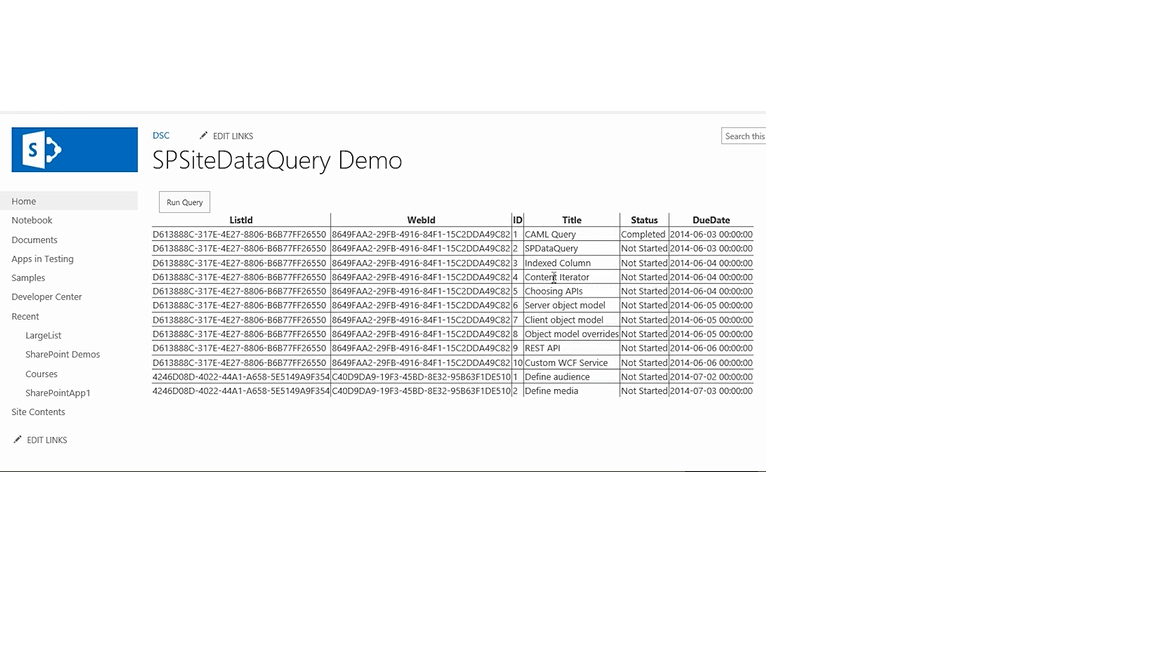 DSC EDIT LINKS Search this
S
SPSiteDataQuery Demo
Home
Notebook
Documents
Apps in Testing
Samples
Developer Center
Recent
LargeList
SharePoint Demos
Courses
SharePointApp1
Site Contents
EDIT LINKS
Run Query
ListId WebId ID Title Status DueDate
D613888C-317E-4E27-8806-B6B77FF26550 8649FAA2-29FB-4916-84F1-15C2DDA49C82 1 CAML Query Completed 2014-06-03 00:00:00
D613888C-317E-4E27-8806-B6B77FF26550 8649FAA2-29FB-4916-84F1-15C2DDA49C82 2 SPDataQuery Not Started 2014-06-03 00:00:00
D613888C-317E-4E27-8806-B6B77FF26550 8649FAA2-29FB-4916-84F1-15C2DDA49C82 3 Indexed Column Not Started 2014-06-04 00:00:00
D613888C-317E-4E27-8806-B6B77FF26550 8649FAA2-29FB-4916-84F1-15C2DDA49C82 4 Content Iterator Not Started 2014-06-04 00:00:00
D613888C-317E-4E27-8806-B6B77FF26550 8649FAA2-29FB-4916-84F1-15C2DDA49C82 5 Choosing APIs Not Started 2014-06-04 00:00:00
D613888C-317E-4E27-8806-B6B77FF26550 8649FAA2-29FB-4916-84F1-15C2DDA49C82 6 Server object model Not Started 2014-06-05 00:00:00
D613888C-317E-4E27-8806-B6B77FF26550 8649FAA2-29FB-4916-84F1-15C2DDA49C82 7 Client object model Not Started 2014-06-05 00:00:00
D613888C-317E-4E27-8806-B6B77FF26550 8649FAA2-29FB-4916-84F1-15C2DDA49C82 8 Object model overrides Not Started 2014-06-05 00:00:00
D613888C-317E-4E27-8806-B6B77FF26550 8649FAA2-29FB-4916-84F1-15C2DDA49C82 9 REST API Not Started 2014-06-06 00:00:00
D613888C-317E-4E27-8806-B6B77FF26550 8649FAA2-29FB-4916-84F1-15C2DDA49C82 10 Custom WCF Service Not Started 2014-06-06 00:00:00
4246D08D-4022-44A1-A658-5E5149A9F354 C40D9DA9-19F3-45BD-8E32-95B63F1DE510 1 Define audience Not Started 2014-07-02 00:00:00
4246D08D-4022-44A1-A658-5E5149A9F354 C40D9DA9-19F3-45BD-8E32-95B63F1DE510 2 Define media Not Started 2014-07-03 00:00:00